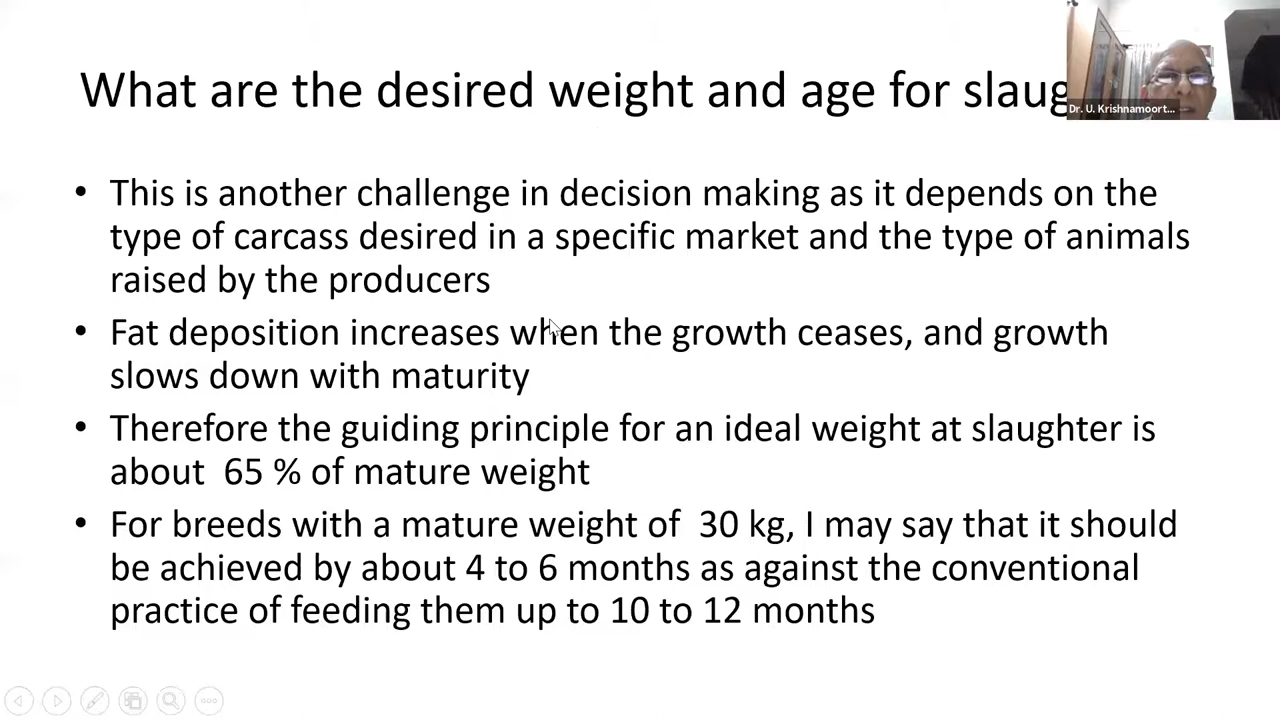 What are the desired weight and age for slaug
Dr. U. Krishnamoort...
• This is another challenge in decision making as it depends on the
type of carcass desired in a specific market and the type of animals
raised by the producers
• Fat deposition increases when the growth ceases, and growth
slows down with maturity
• Therefore the guiding principle for an ideal weight at slaughter is
about 65 % of mature weight
• For breeds with a mature weight of 30 kg, I may say that it should
be achieved by about 4 to 6 months as against the conventional
practice of feeding them up to 10 to 12 months